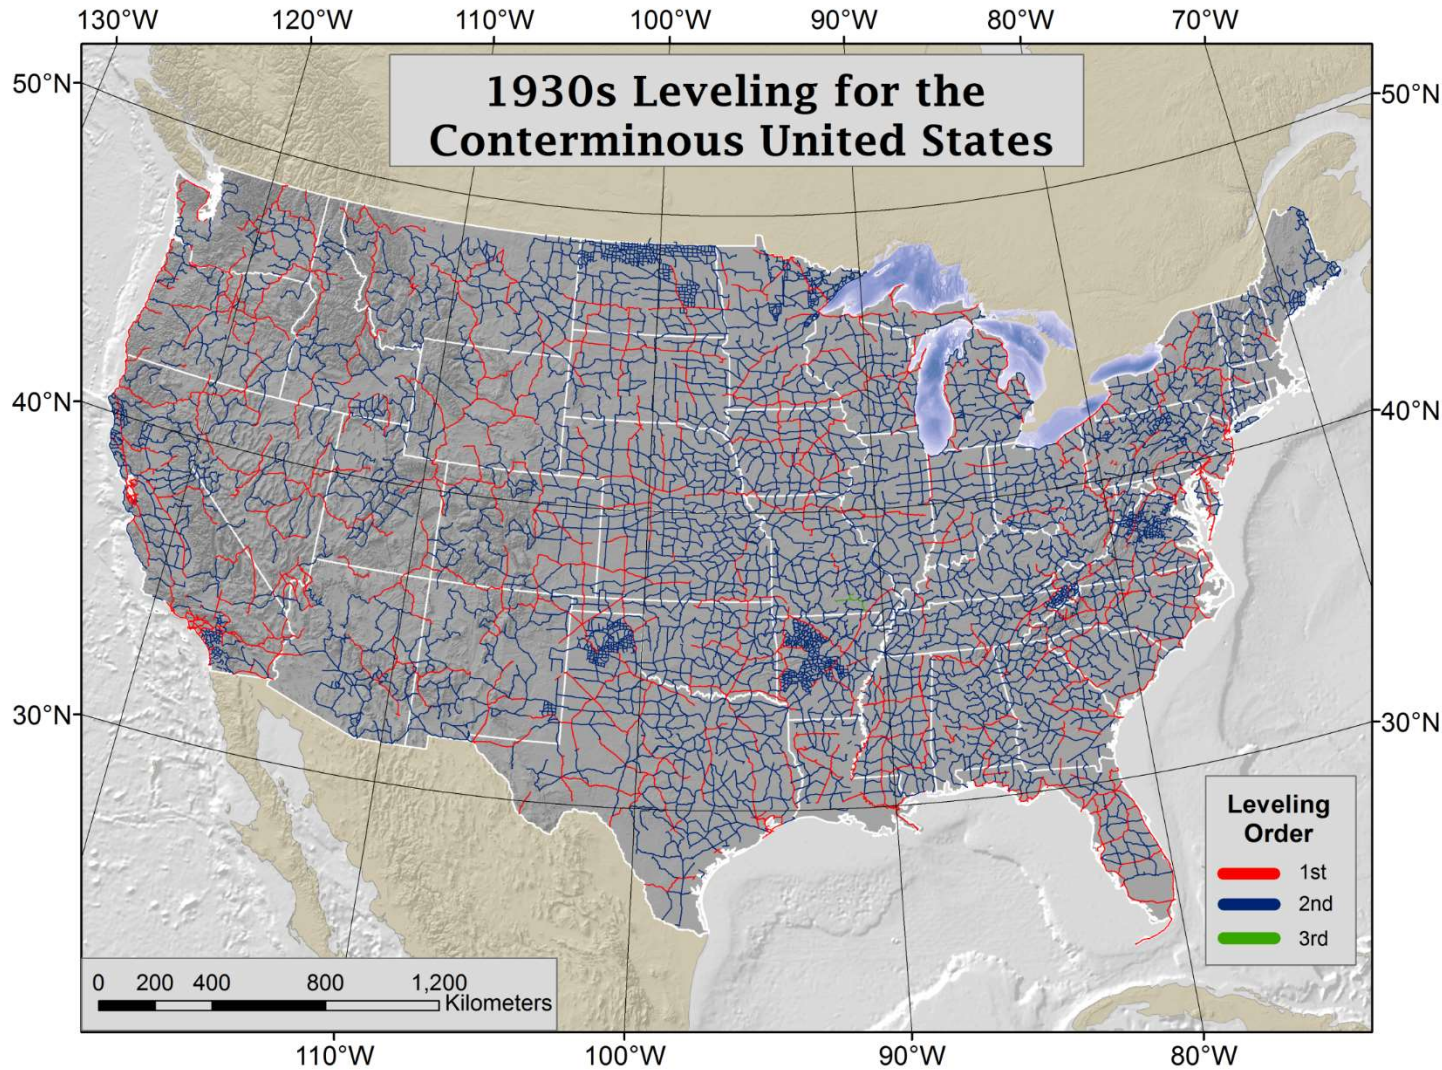 130°W 120°W 110°W 100°W 90°W 80°W 70°W
1930s Leveling for the
Conterminous United States
50°N
50°N
40°N
40°N
30°N
30°N
Leveling
Order
1st
2nd
3rd
0 200 400 800 1,200
Kilometers
110°W 100°W 90°W 80°W